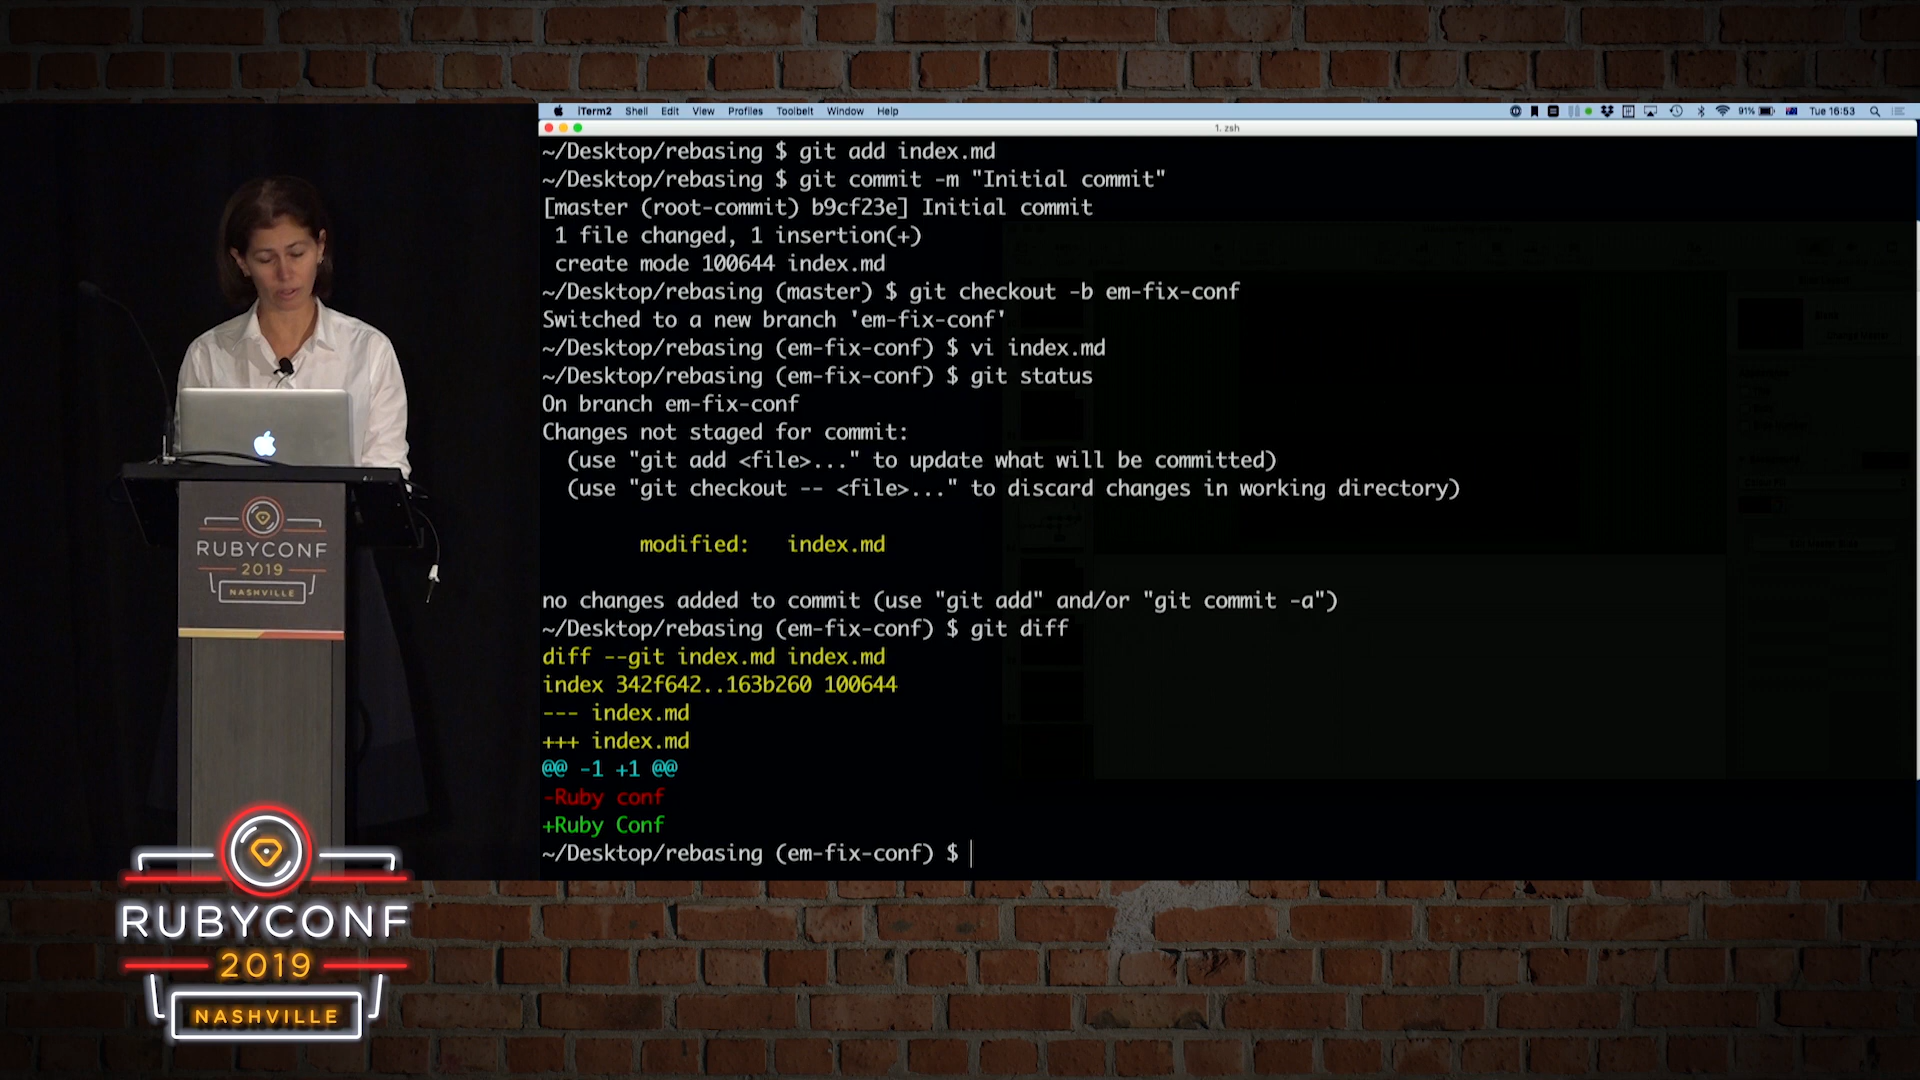 iTerm2 Shell Edit View Profiles Toolbelt Window Help 91% Tue 16:53
1. zsh
~/Desktop/rebasing $ git add index.md
~/Desktop/rebasing $ git commit -m "Initial commit"
[master (root-commit) b9cf23e] Initial commit
1 file changed, 1 insertion(+)
create mode 100644 index.md
~/Desktop/rebasing (master) $ git checkout -b em-fix-conf
Switched to a new branch 'em-fix-conf'
~/Desktop/rebasing (em-fix-conf) $ vi index.md
~/Desktop/rebasing (em-fix-conf) $ git status
On branch em-fix-conf
Changes not staged for commit:
(use "git add <file>..." to update what will be committed)
(use "git checkout -- <file>..." to discard changes in working directory)
modified: index.md
no changes added to commit (use "git add" and/or "git commit -a")
~/Desktop/rebasing (em-fix-conf) $ git diff
diff --git index.md index.md
index 342f642..163b260 100644
--- index.md
+++ index.md
@@ -1 +1 @@
-Ruby conf
+Ruby Conf
~/Desktop/rebasing (em-fix-conf) $
RUBYCONF
2019
NASHVILLE
RUBYCONF
2019
NASHVILLE